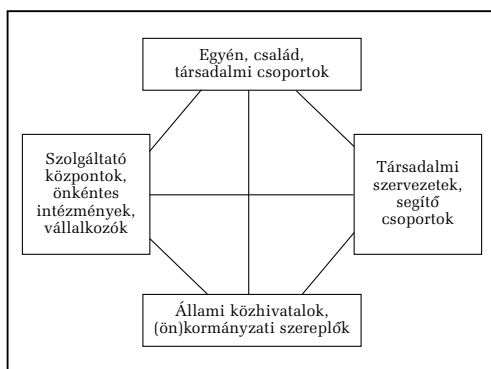 Egyén, család,
társadalmi csoportok
Szolgáltató
központok,
önkéntes
intézmények,
vállalkozók
Társadalmi
szervezetek,
segítő
csoportok
Állami közhivatalok,
(ön)kormányzati szereplők